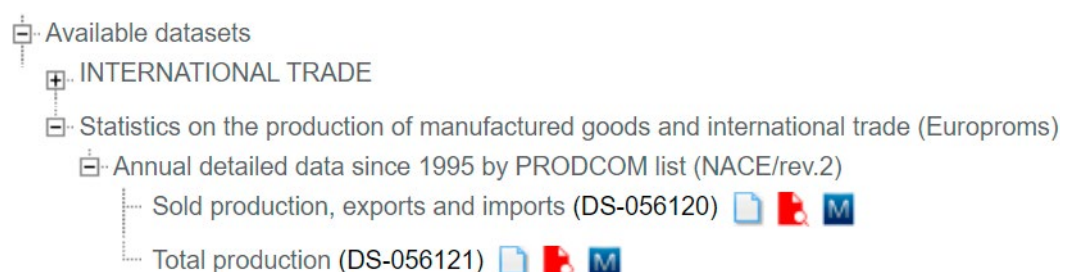 Available datasets
INTERNATIONAL TRADE
Statistics on the production of manufactured goods and international trade (Europroms)
Annual detailed data since 1995 by PRODCOM list (NACE/rev.2)
Sold production, exports and imports (DS-056120) M
Total production (DS-056121) M